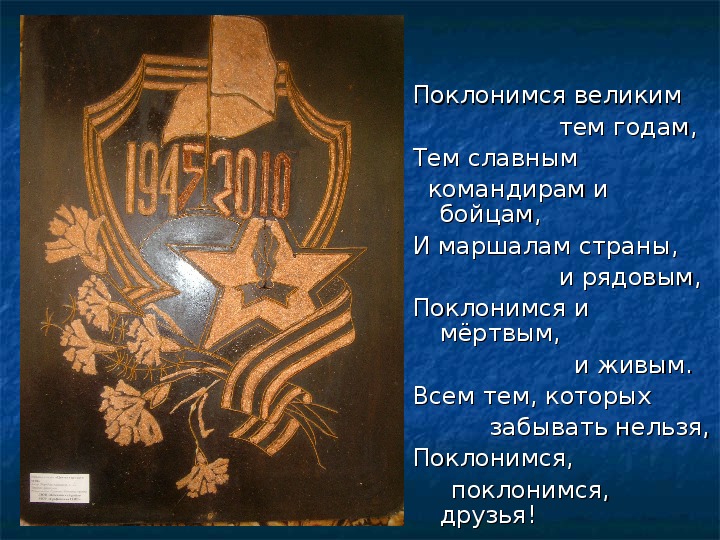 1945 2010
Поклонимся великим
тем годам,
Тем славным
командирам и
бойцам,
И маршалам страны,
и рядовым,
Поклонимся и
мёртвым,
и живым.
Всем тем, которых
забывать нельзя,
Поклонимся,
поклонимся,
друзья!